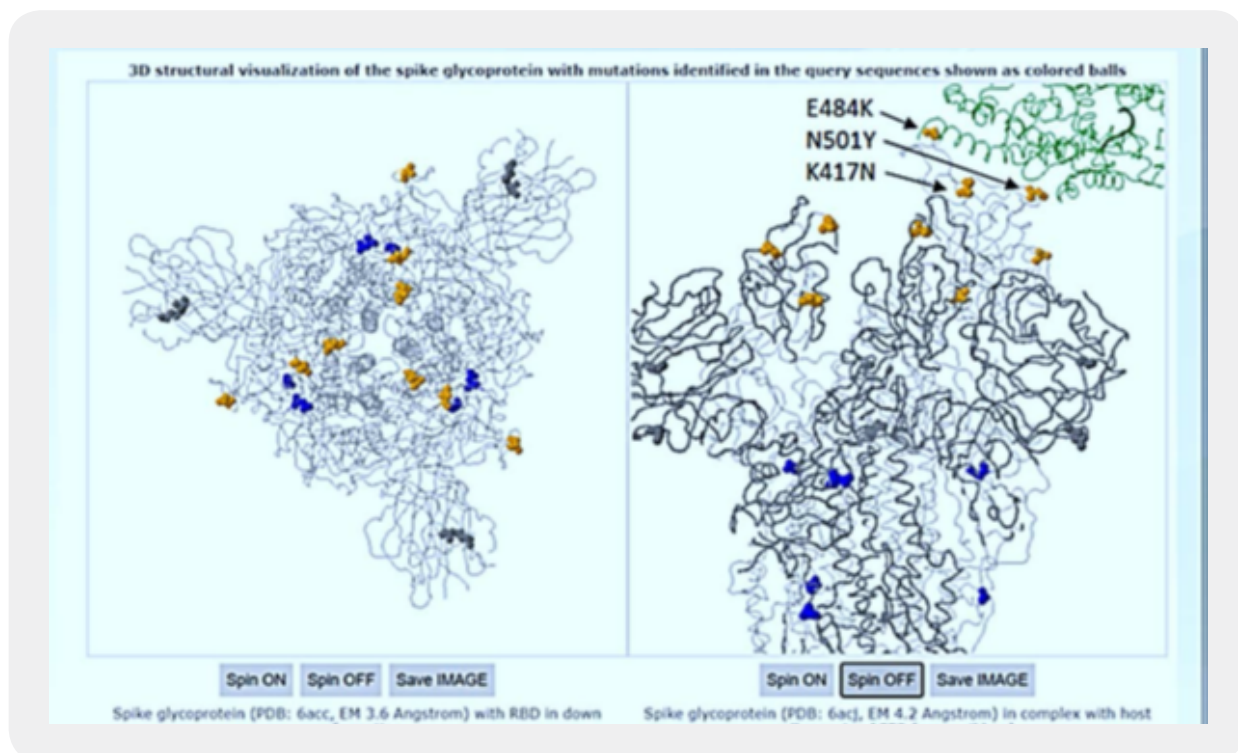 3D structural visualization of the spike glycoprotein with mutations identified in the query sequences shown as colored balls
E484K
N501Y
K417N
Spin ON Spin OFF Save IMAGE
Spin ON Spin OFF Save IMAGE
Spike glycoprotein (PDB: 6acc, EM 3.6 Angstrom) with RBD in down
Spike glycoprotein (PDB: 6acj, EM 4.2 Angstrom) in complex with host